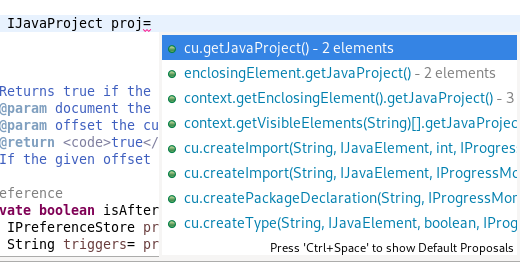 IJavaProject proj=
cu.getJavaProject() - 2 elements
enclosingElement.getJavaProject() - 2 elements
context.getEnclosingElement().getJavaProject() - 3
context.getVisibleElements(String)[].getJavaProjec
cu.createImport(String, IJavaElement, int, IProgres
cu.createImport(String, IJavaElement, IProgressMo
cu.createPackageDeclaration(String, IProgressMon
cu.createType(String, IJavaElement, boolean, IProg
Press 'Ctrl+Space' to show Default Proposals
Returns true if the
@param document the
@param offset the cu
@return <code>true</
If the given offset
eference
vate boolean isAfter
IPreferenceStore pr
String triggers= pr